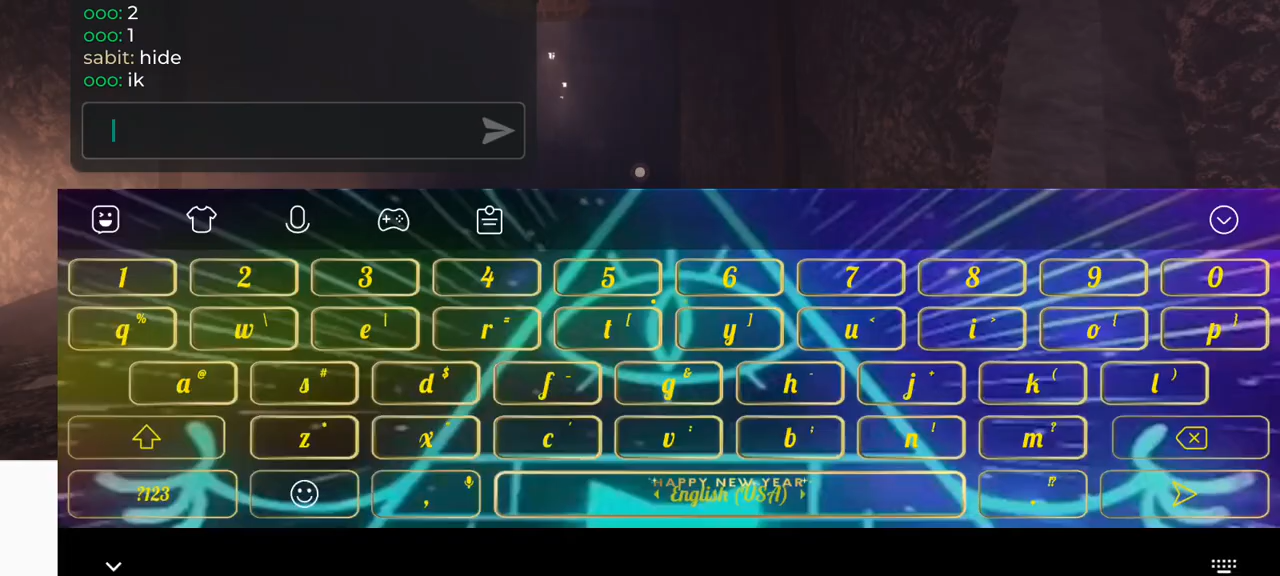 ooo: 2
ooo: 1
sabit: hide
ooo: ik
1 2 3 4 5 6 7 8 9 0
q % w \ e | r = t [ y ] u < i > o { p }
a @ s # d $ f _ g & h - j + k ( l )
z * x " c ' v : b ; n ! m ?
?123 , HAPPY NEW YEAR . !?
English (USA)